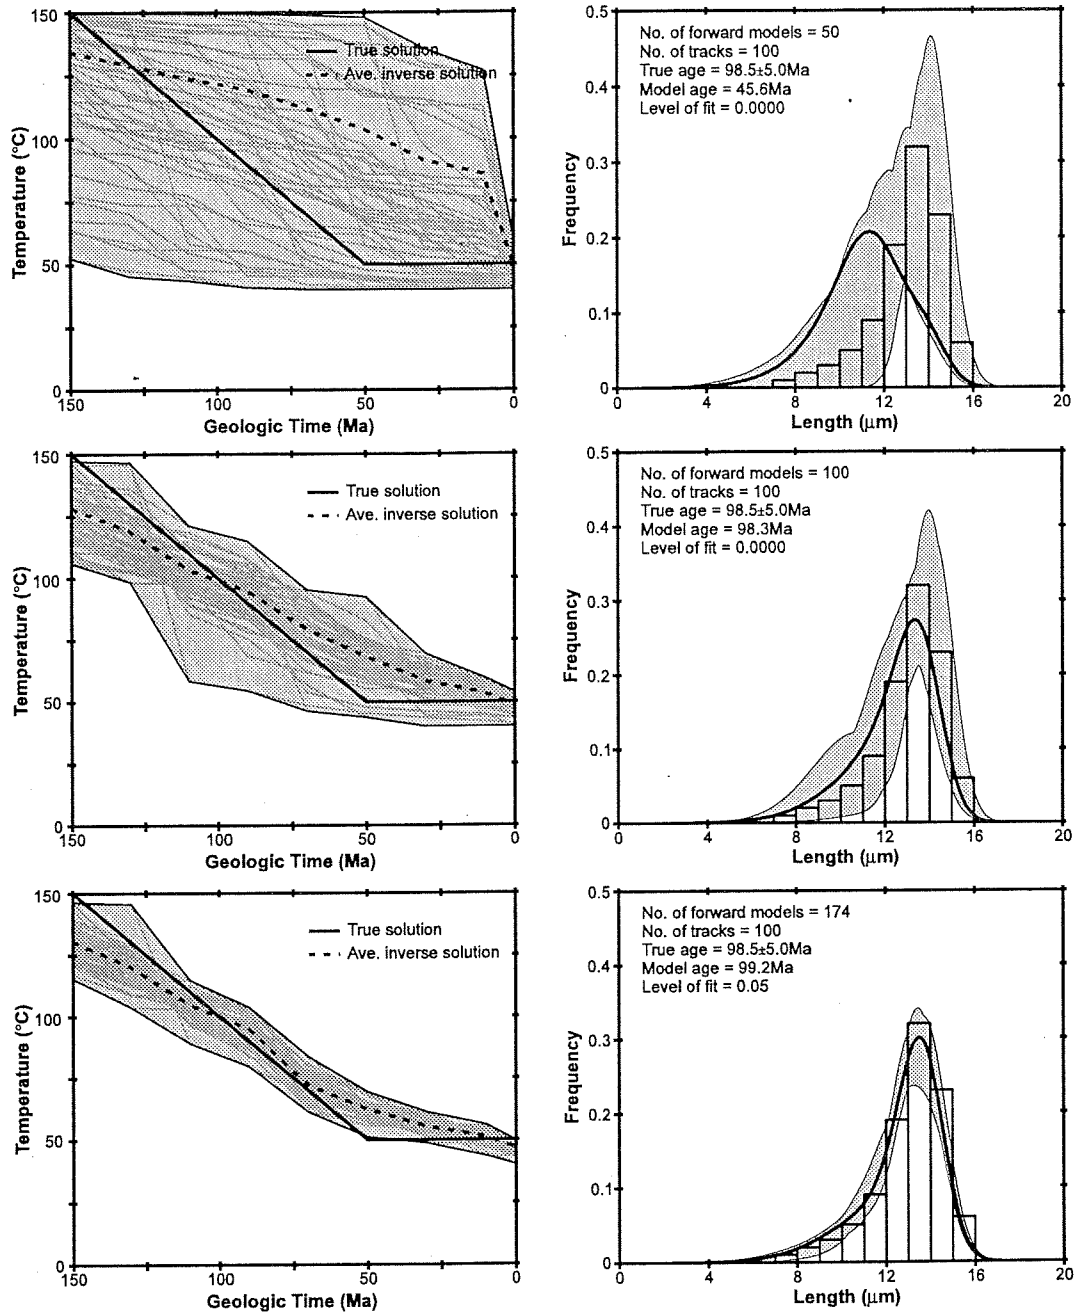 150
100
50
0
Temperature (°C)
True solution
Ave. inverse solution
150 100 50 0
Geologic Time (Ma)
0.5
0.4
0.3
0.2
0.1
0
Frequency
No. of forward models = 50
No. of tracks = 100
True age = 98.5±5.0Ma
Model age = 45.6Ma
Level of fit = 0.0000
0 4 8 12 16 20
Length (µm)
150
100
50
0
Temperature (°C)
True solution
Ave. inverse solution
150 100 50 0
Geologic Time (Ma)
0.5
0.4
0.3
0.2
0.1
0
Frequency
No. of forward models = 100
No. of tracks = 100
True age = 98.5±5.0Ma
Model age = 98.3Ma
Level of fit = 0.0000
0 4 8 12 16 20
Length (µm)
150
100
50
0
Temperature (°C)
True solution
Ave. inverse solution
150 100 50 0
Geologic Time (Ma)
0.5
0.4
0.3
0.2
0.1
0
Frequency
No. of forward models = 174
No. of tracks = 100
True age = 98.5±5.0Ma
Model age = 99.2Ma
Level of fit = 0.05
0 4 8 12 16 20
Length (µm)